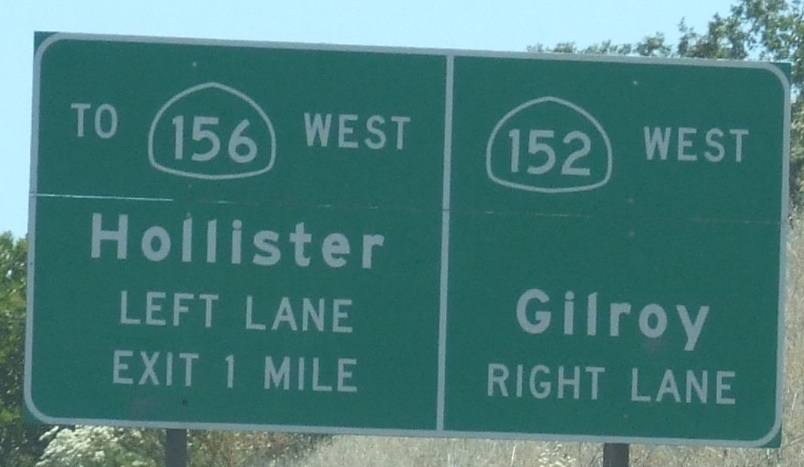 TO 156 WEST
Hollister
LEFT LANE
EXIT 1 MILE
152 WEST
Gilroy
RIGHT LANE